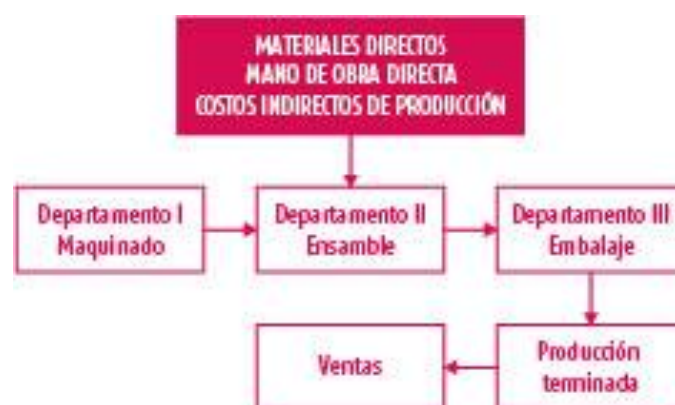 MATERIALES DIRECTOS
MANO DE OBRA DIRECTA
COSTOS INDIRECTOS DE PRODUCCIÓN
Departamento I
Maquinado
Departamento II
Ensamble
Departamento III
Embalaje
Ventas
Producción
terminada